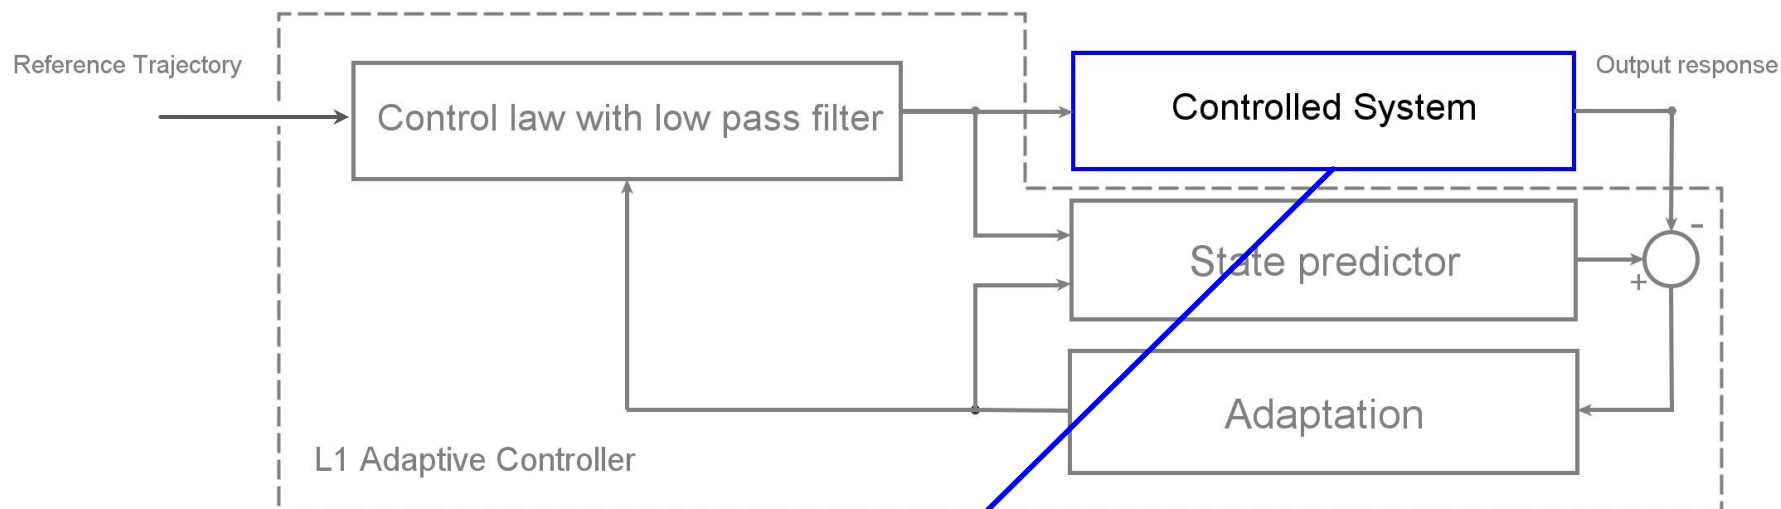 Reference Trajectory
Control law with low pass filter
Controlled System
Output response
-
State predictor
+
Adaptation
L1 Adaptive Controller